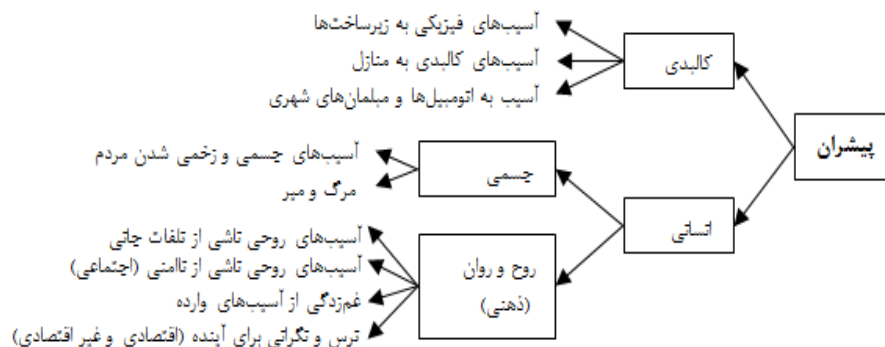 پیشران
کالبدی
آسیب‌های فیزیکی به زیرساخت‌ها
آسیب‌های کالبدی به منازل
آسیب به اتومبیل‌ها و مبلمان‌های شهری
انسانی
جسمی
آسیب‌های جسمی و زخمی شدن مردم
مرگ و میر
روح و روان
(ذهنی)
آسیب‌های روحی ناشی از تلفات جانی
آسیب‌های روحی ناشی از ناامنی (اجتماعی)
غم‌زدگی از آسیب‌های وارده
ترس و نگرانی برای آینده (اقتصادی و غیر اقتصادی)